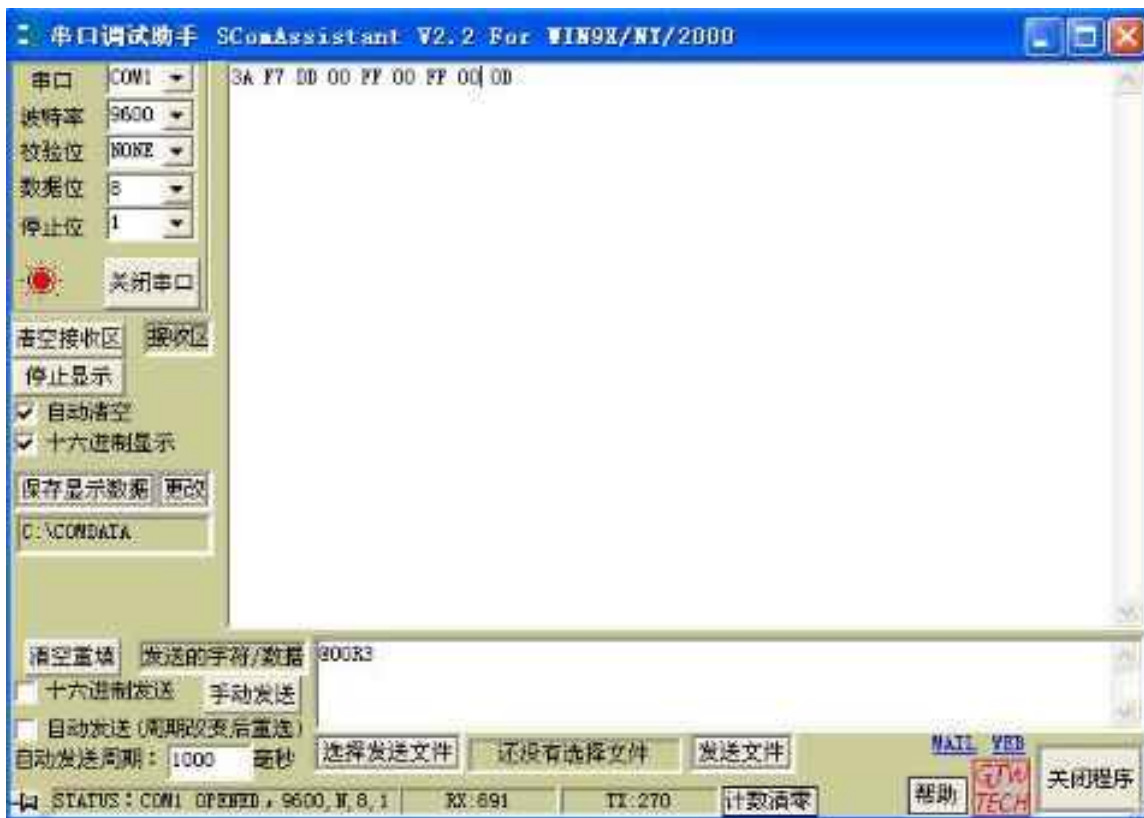 串口调试助手 SComAssistant V2.2 For WIN9X/NT/2000
串口 COM1
波特率 9600
校验位 NONE
数据位 8
停止位 1
关闭串口
清空接收区 接收区
停止显示
自动清空
十六进制显示
保存显示数据 更改
C:\COMDATA
3A F7 DD 00 FF 00 FF 00 0D
清空重填 发送的字符/数据 @00R3
十六进制发送 手动发送
自动发送(周期改变后重选)
自动发送周期: 1000 毫秒 选择发送文件 还没有选择文件 发送文件
MAIL WEB
GJW TECH
帮助 关闭程序
STATUS:COM1 OPENED,9600,N,8,1 RX:691 TX:270 计数清零